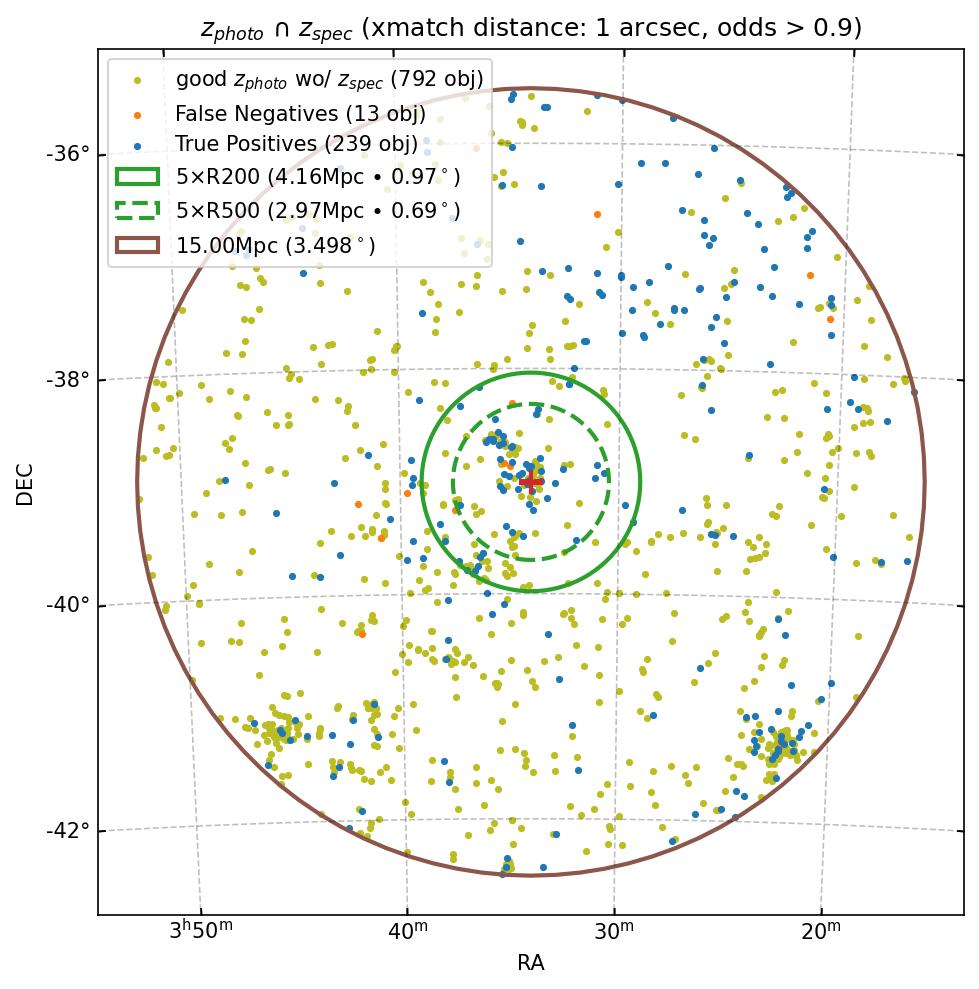 z_photo ∩ z_spec (xmatch distance: 1 arcsec, odds > 0.9)
good z_photo wo/ z_spec (792 obj)
False Negatives (13 obj)
True Positives (239 obj)
5×R200 (4.16Mpc • 0.97°)
5×R500 (2.97Mpc • 0.69°)
15.00Mpc (3.498°)
-36°
-38°
-40°
-42°
DEC
3ʰ50ᵐ
40ᵐ
30ᵐ
20ᵐ
RA